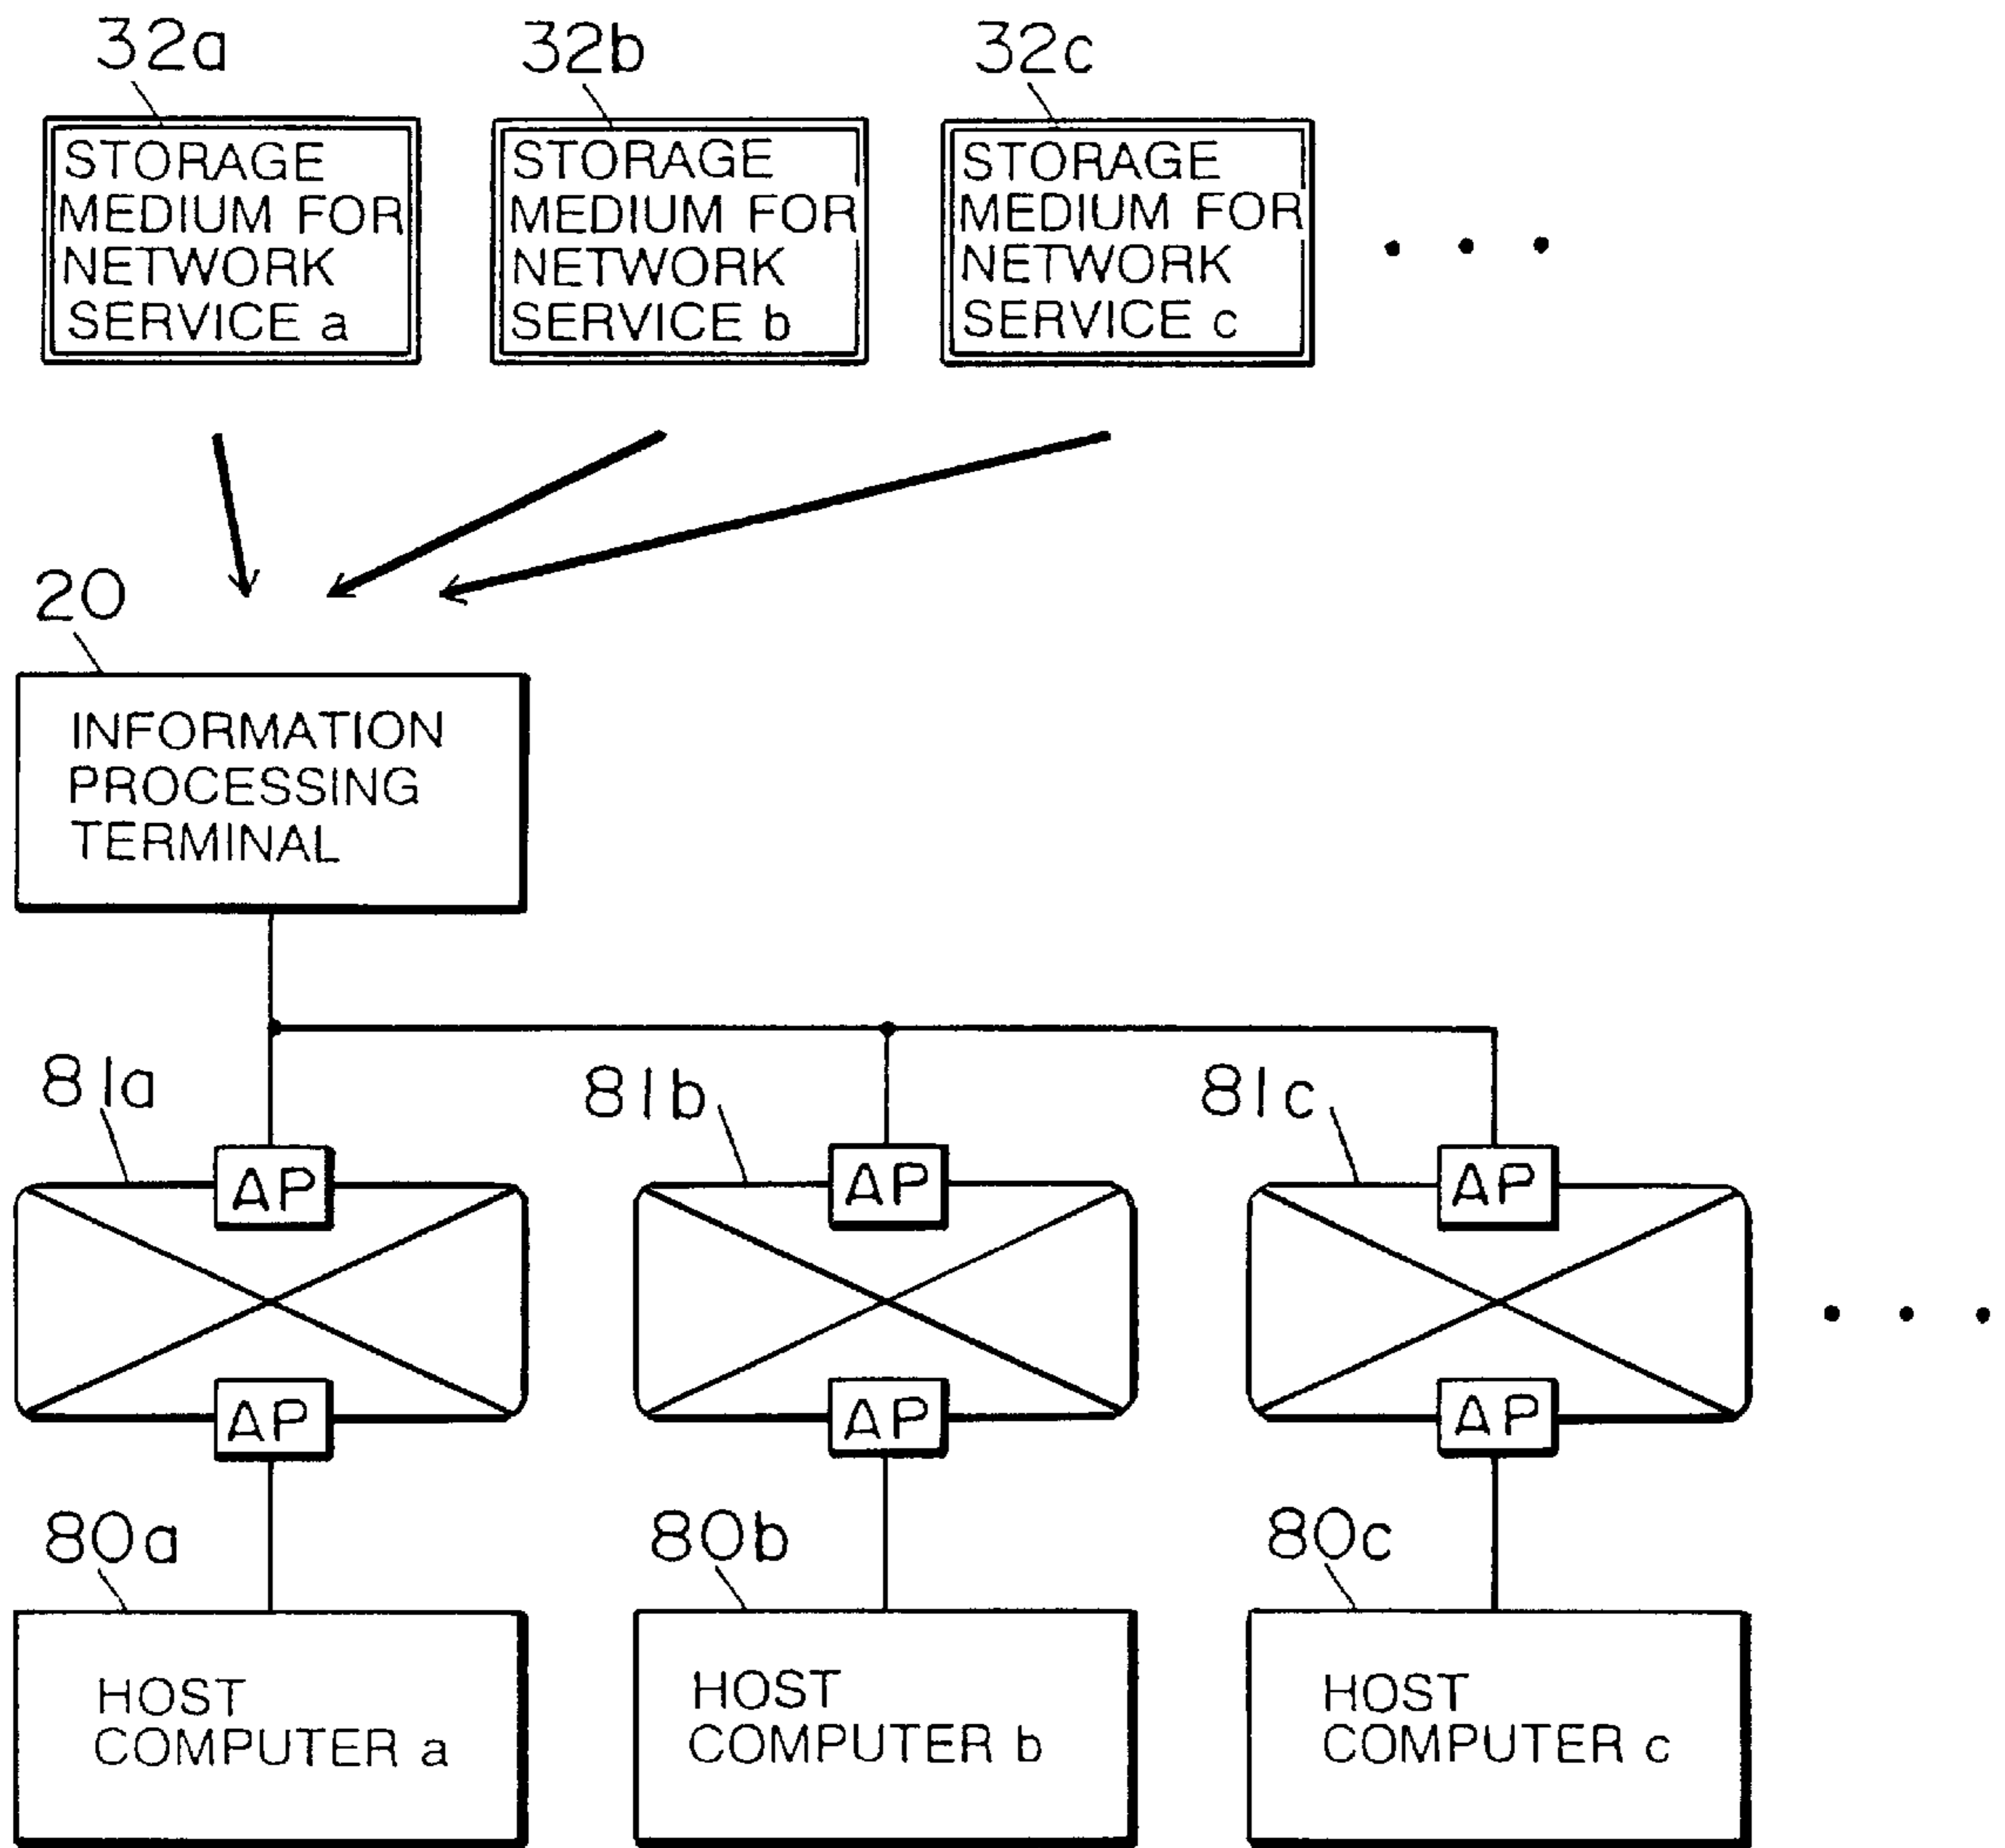 32a
32b
32c
STORAGE
MEDIUM FOR
NETWORK
SERVICE a
STORAGE
MEDIUM FOR
NETWORK
SERVICE b
STORAGE
MEDIUM FOR
NETWORK
SERVICE c
20
INFORMATION
PROCESSING
TERMINAL
81a
81b
81c
AP
AP
AP
AP
AP
AP
80a
80b
80c
HOST
COMPUTER a
HOST
COMPUTER b
HOST
COMPUTER c